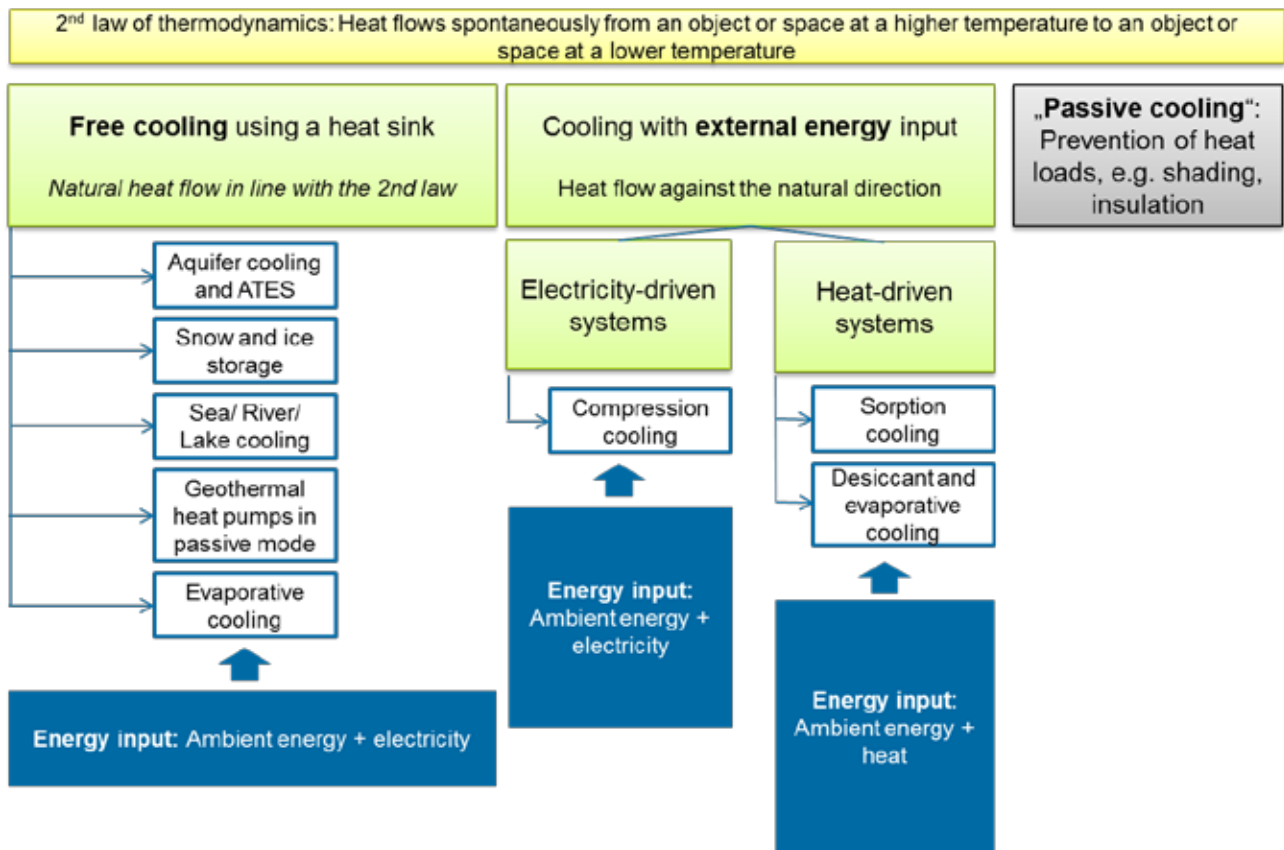 2nd law of thermodynamics: Heat flows spontaneously from an object or space at a higher temperature to an object or
space at a lower temperature
Free cooling using a heat sink
Natural heat flow in line with the 2nd law
Aquifer cooling
and ATES
Snow and ice
storage
Sea/ River/
Lake cooling
Geothermal
heat pumps in
passive mode
Evaporative
cooling
Energy input: Ambient energy + electricity
Cooling with external energy input
Heat flow against the natural direction
Electricity-driven
systems
Compression
cooling
Energy input:
Ambient energy +
electricity
Heat-driven
systems
Sorption
cooling
Desiccant and
evaporative
cooling
Energy input:
Ambient energy +
heat
„Passive cooling“:
Prevention of heat
loads, e.g. shading,
insulation